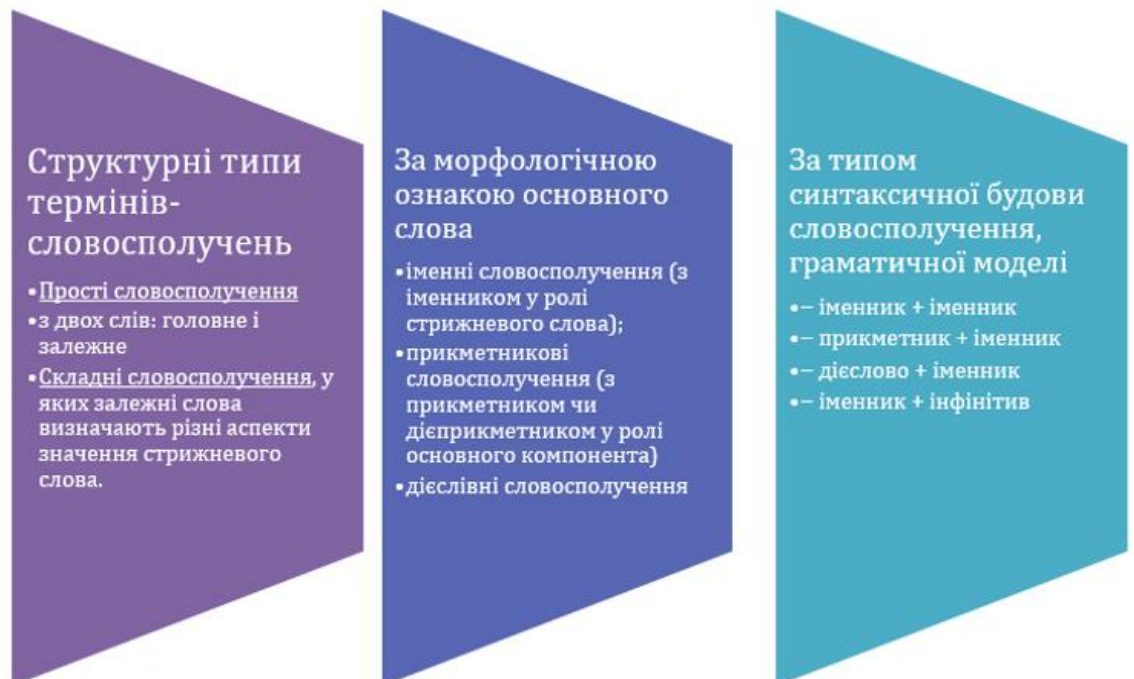 Структурні типи
термінів-
словосполучень
•Прості словосполучення
•з двох слів: головне і
залежне
•Складні словосполучення, у
яких залежні слова
визначають різні аспекти
значення стрижневого
слова.
За морфологічною
ознакою основного
слова
•іменні словосполучення (з
іменником у ролі
стрижневого слова);
•прикметникові
словосполучення (з
прикметником чи
дієприкметником у ролі
основного компонента)
•дієслівні словосполучення
За типом
синтаксичної будови
словосполучення,
граматичної моделі
•– іменник + іменник
•– прикметник + іменник
•– дієслово + іменник
•– іменник + інфінітив